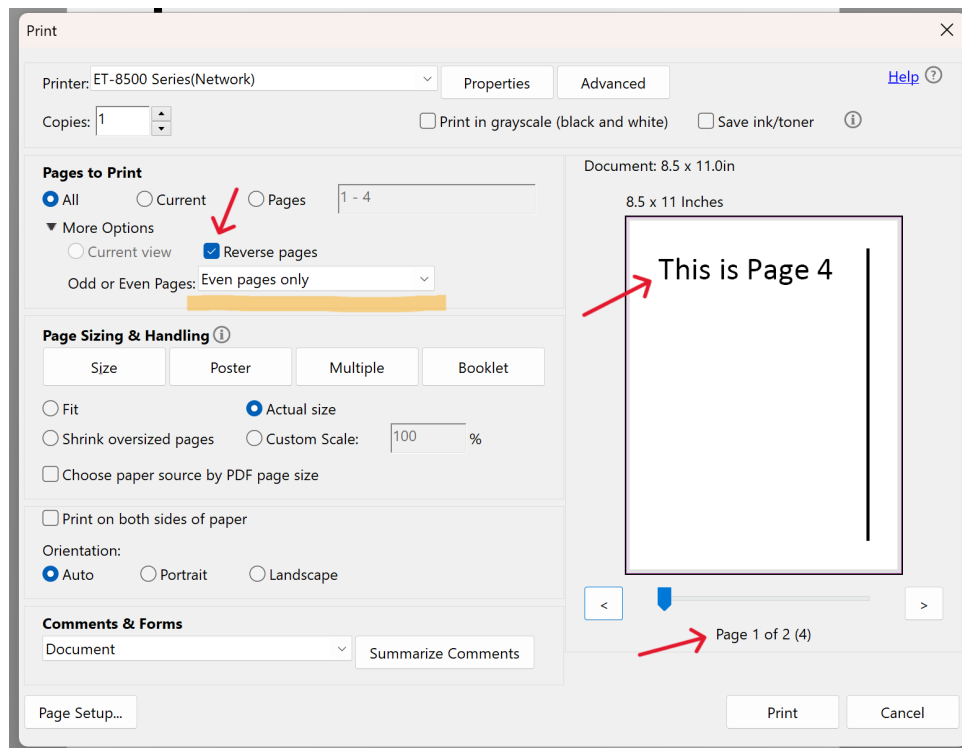 Print
Printer: ET-8500 Series(Network) Properties Advanced Help ?
Copies: 1 Print in grayscale (black and white) Save ink/toner i
Pages to Print
All Current Pages 1 - 4
More Options
Current view Reverse pages
Odd or Even Pages: Even pages only
Page Sizing & Handling i
Size Poster Multiple Booklet
Fit Actual size
Shrink oversized pages Custom Scale: 100 %
Choose paper source by PDF page size
Print on both sides of paper
Orientation:
Auto Portrait Landscape
Comments & Forms
Document Summarize Comments
Document: 8.5 x 11.0in
8.5 x 11 Inches
This is Page 4
< >
Page 1 of 2 (4)
Page Setup... Print Cancel